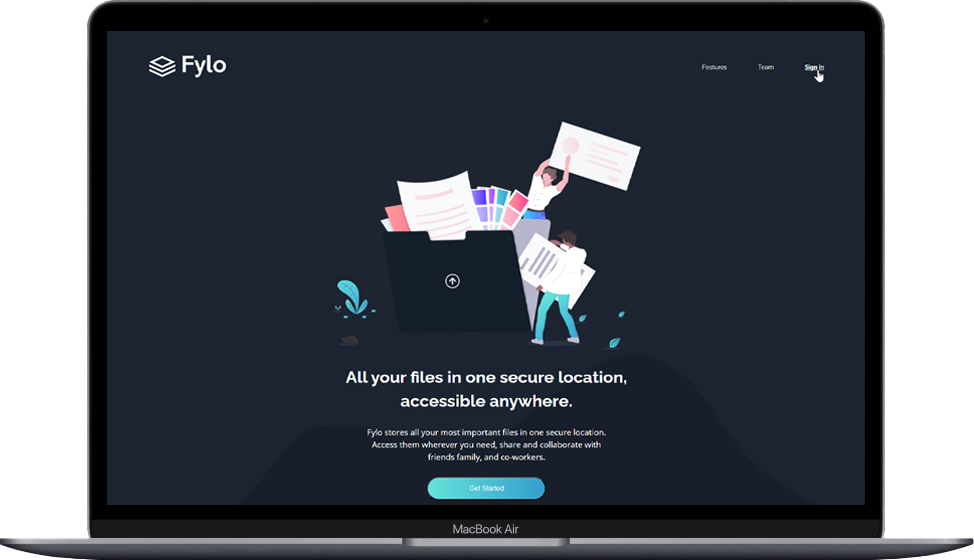 Fylo
Features
Team
Sign In
All your files in one secure location,
accessible anywhere.
Fylo stores all your most important files in one secure location.
Access them wherever you need, share and collaborate with
friends family, and co-workers.
Get Started
MacBook Air